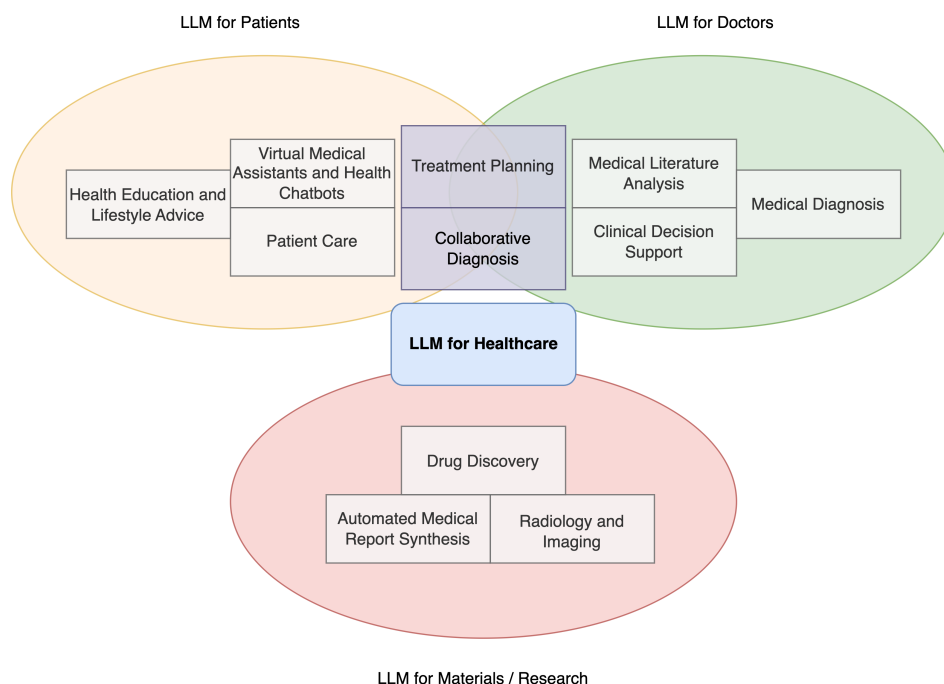 LLM for Patients
LLM for Doctors
Virtual Medical
Assistants and Health
Chatbots
Treatment Planning
Medical Literature
Analysis
Health Education and
Lifestyle Advice
Medical Diagnosis
Patient Care
Collaborative
Diagnosis
Clinical Decision
Support
LLM for Healthcare
Drug Discovery
Automated Medical
Report Synthesis
Radiology and
Imaging
LLM for Materials / Research